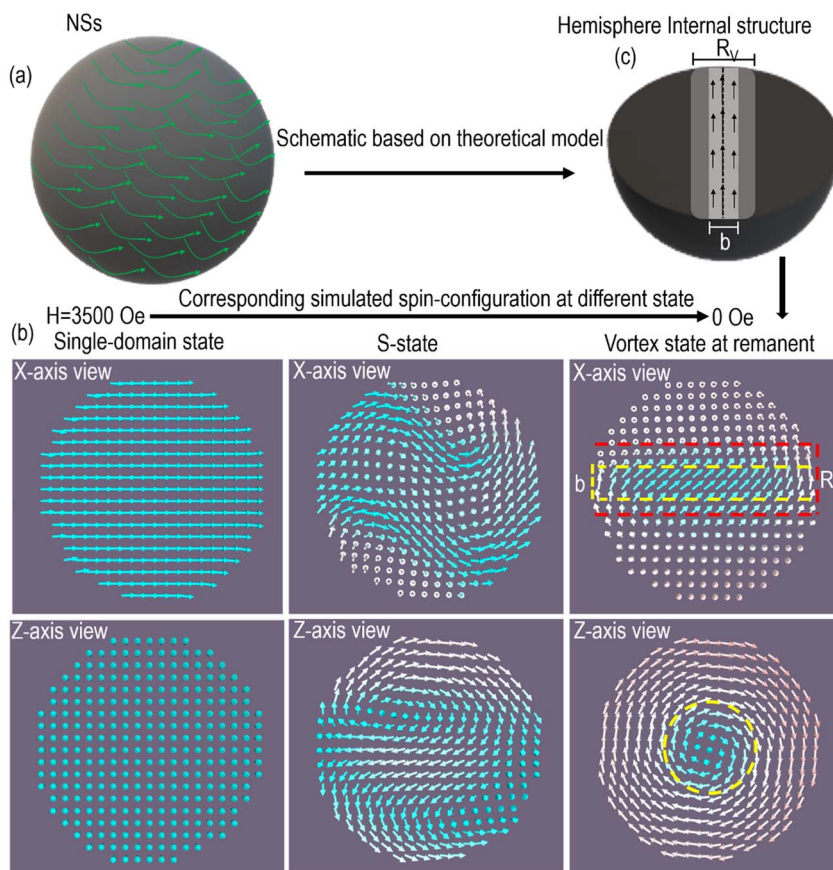 NSs
Hemisphere Internal structure
(a)
(c)
R_V
Schematic based on theoretical model
b
Corresponding simulated spin-configuration at different state
H=3500 Oe
0 Oe
(b)
Single-domain state
S-state
Vortex state at remanent
X-axis view
X-axis view
X-axis view
b
R
Z-axis view
Z-axis view
Z-axis view